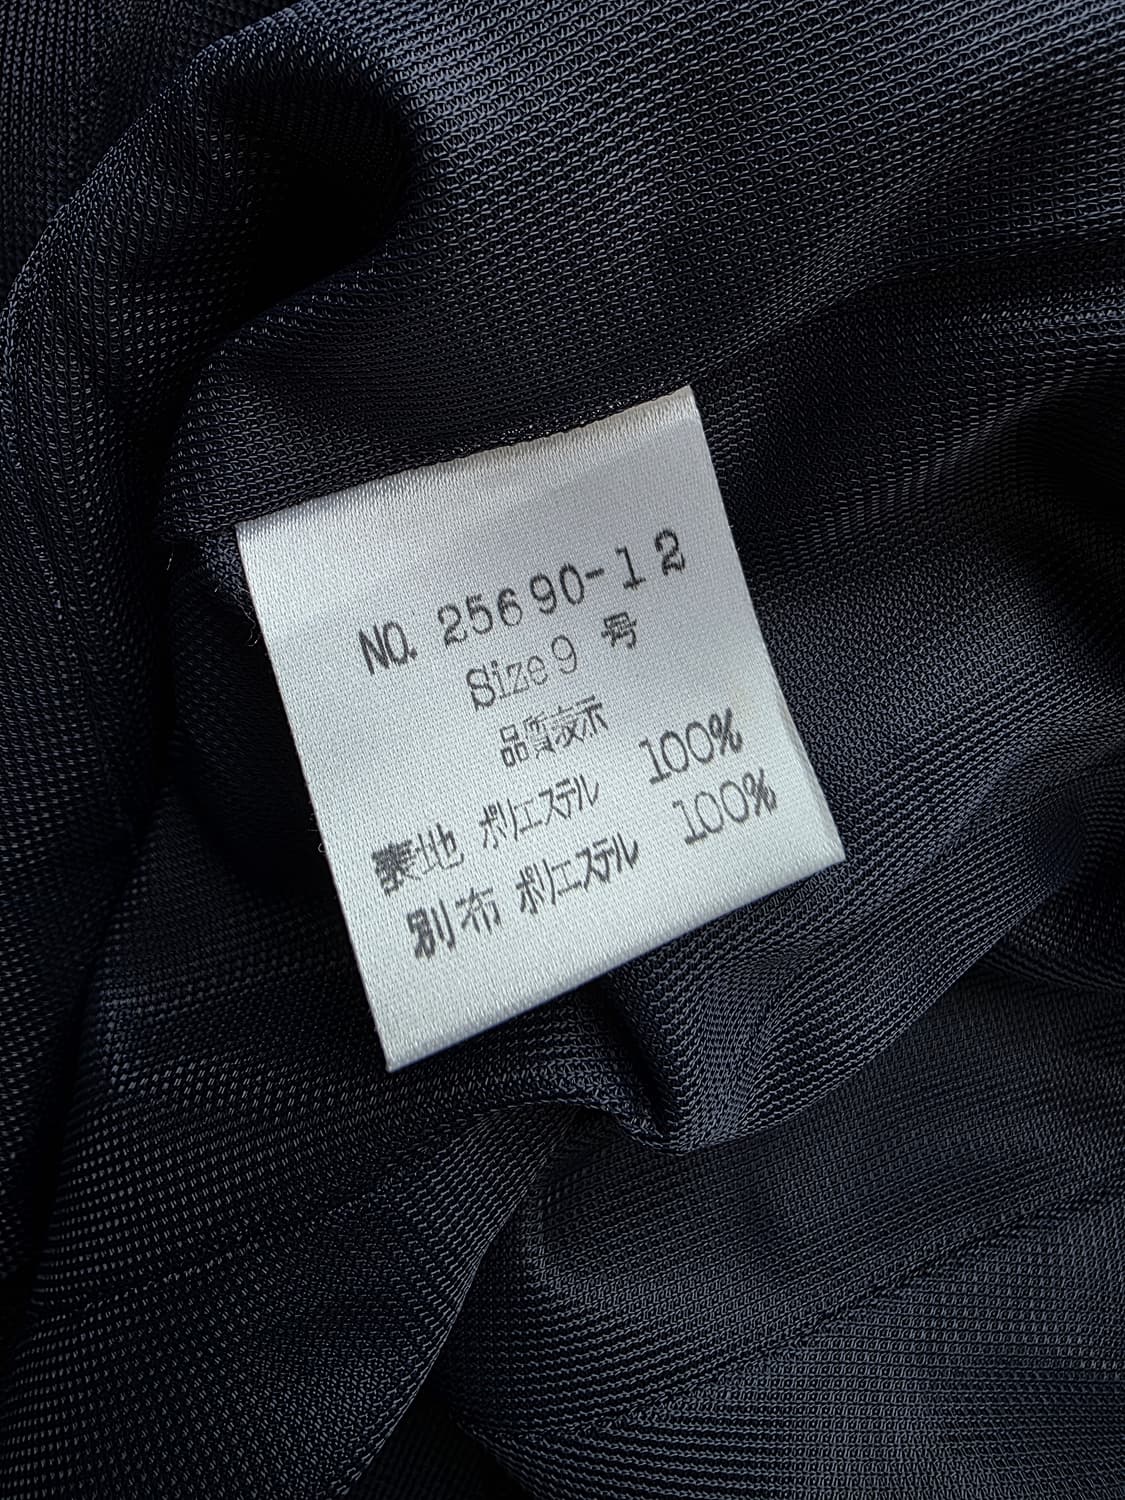 NO. 25690-12
Size 9 号
品質表示
表地 ポリエステル 100%
別布 ポリエステル 100%